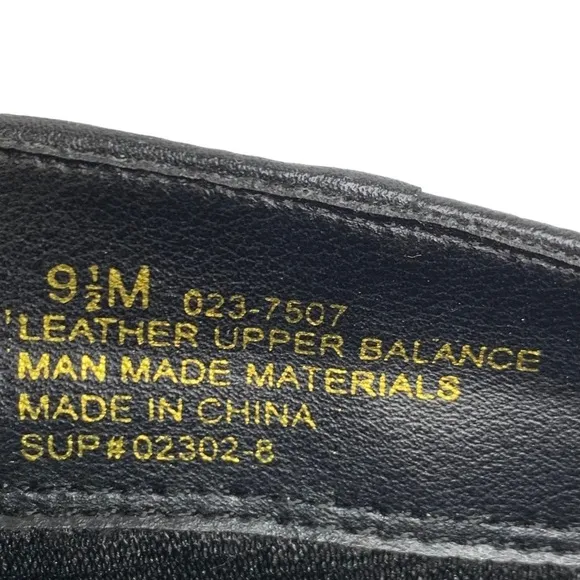 9½M 023-7507
LEATHER UPPER BALANCE
MAN MADE MATERIALS
MADE IN CHINA
SUP#02302-8